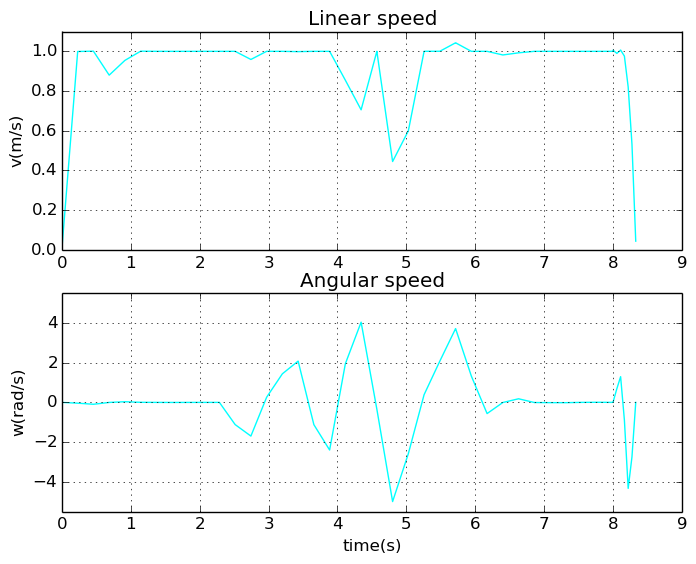 Linear speed
v(m/s)
1.0
0.8
0.6
0.4
0.2
0.0
0 1 2 3 4 5 6 7 8 9
Angular speed
w(rad/s)
4
2
0
−2
−4
0 1 2 3 4 5 6 7 8 9
time(s)